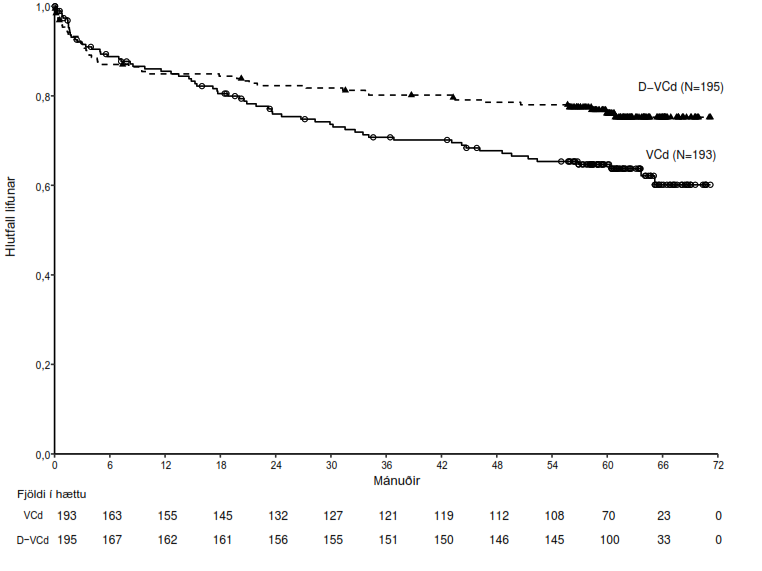 1,0
0,8
0,6
0,4
0,2
0,0
Hlutfall lifunar
D–VCd (N=195)
VCd (N=193)
0 6 12 18 24 30 36 42 48 54 60 66 72
Mánuðir
Fjöldi í hættu
VCd 193 163 155 145 132 127 121 119 112 108 70 23 0
D–VCd 195 167 162 161 156 155 151 150 146 145 100 33 0